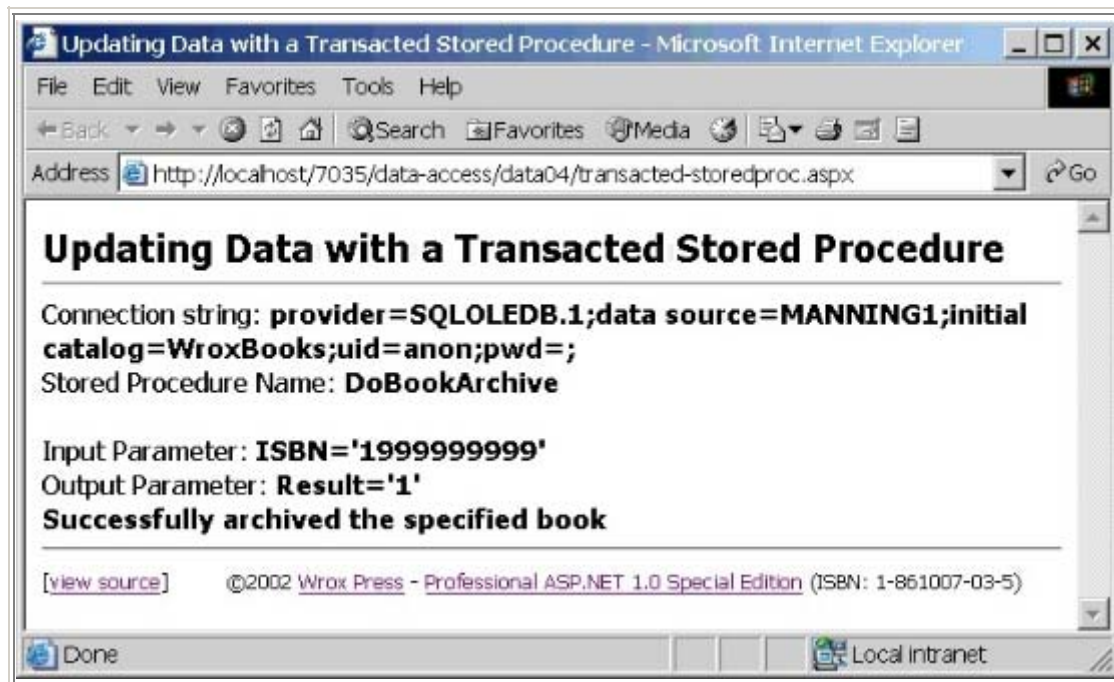 Updating Data with a Transacted Stored Procedure - Microsoft Internet Explorer
File Edit View Favorites Tools Help
Back Search Favorites Media
Address http://localhost/7035/data-access/data04/transacted-storedproc.aspx Go
Updating Data with a Transacted Stored Procedure
Connection string: provider=SQLOLEDB.1;data source=MANNING1;initial
catalog=WroxBooks;uid=anon;pwd=;
Stored Procedure Name: DoBookArchive
Input Parameter: ISBN='1999999999'
Output Parameter: Result='1'
Successfully archived the specified book
[view source] ©2002 Wrox Press - Professional ASP.NET 1.0 Special Edition (ISBN: 1-861007-03-5)
Done Local intranet